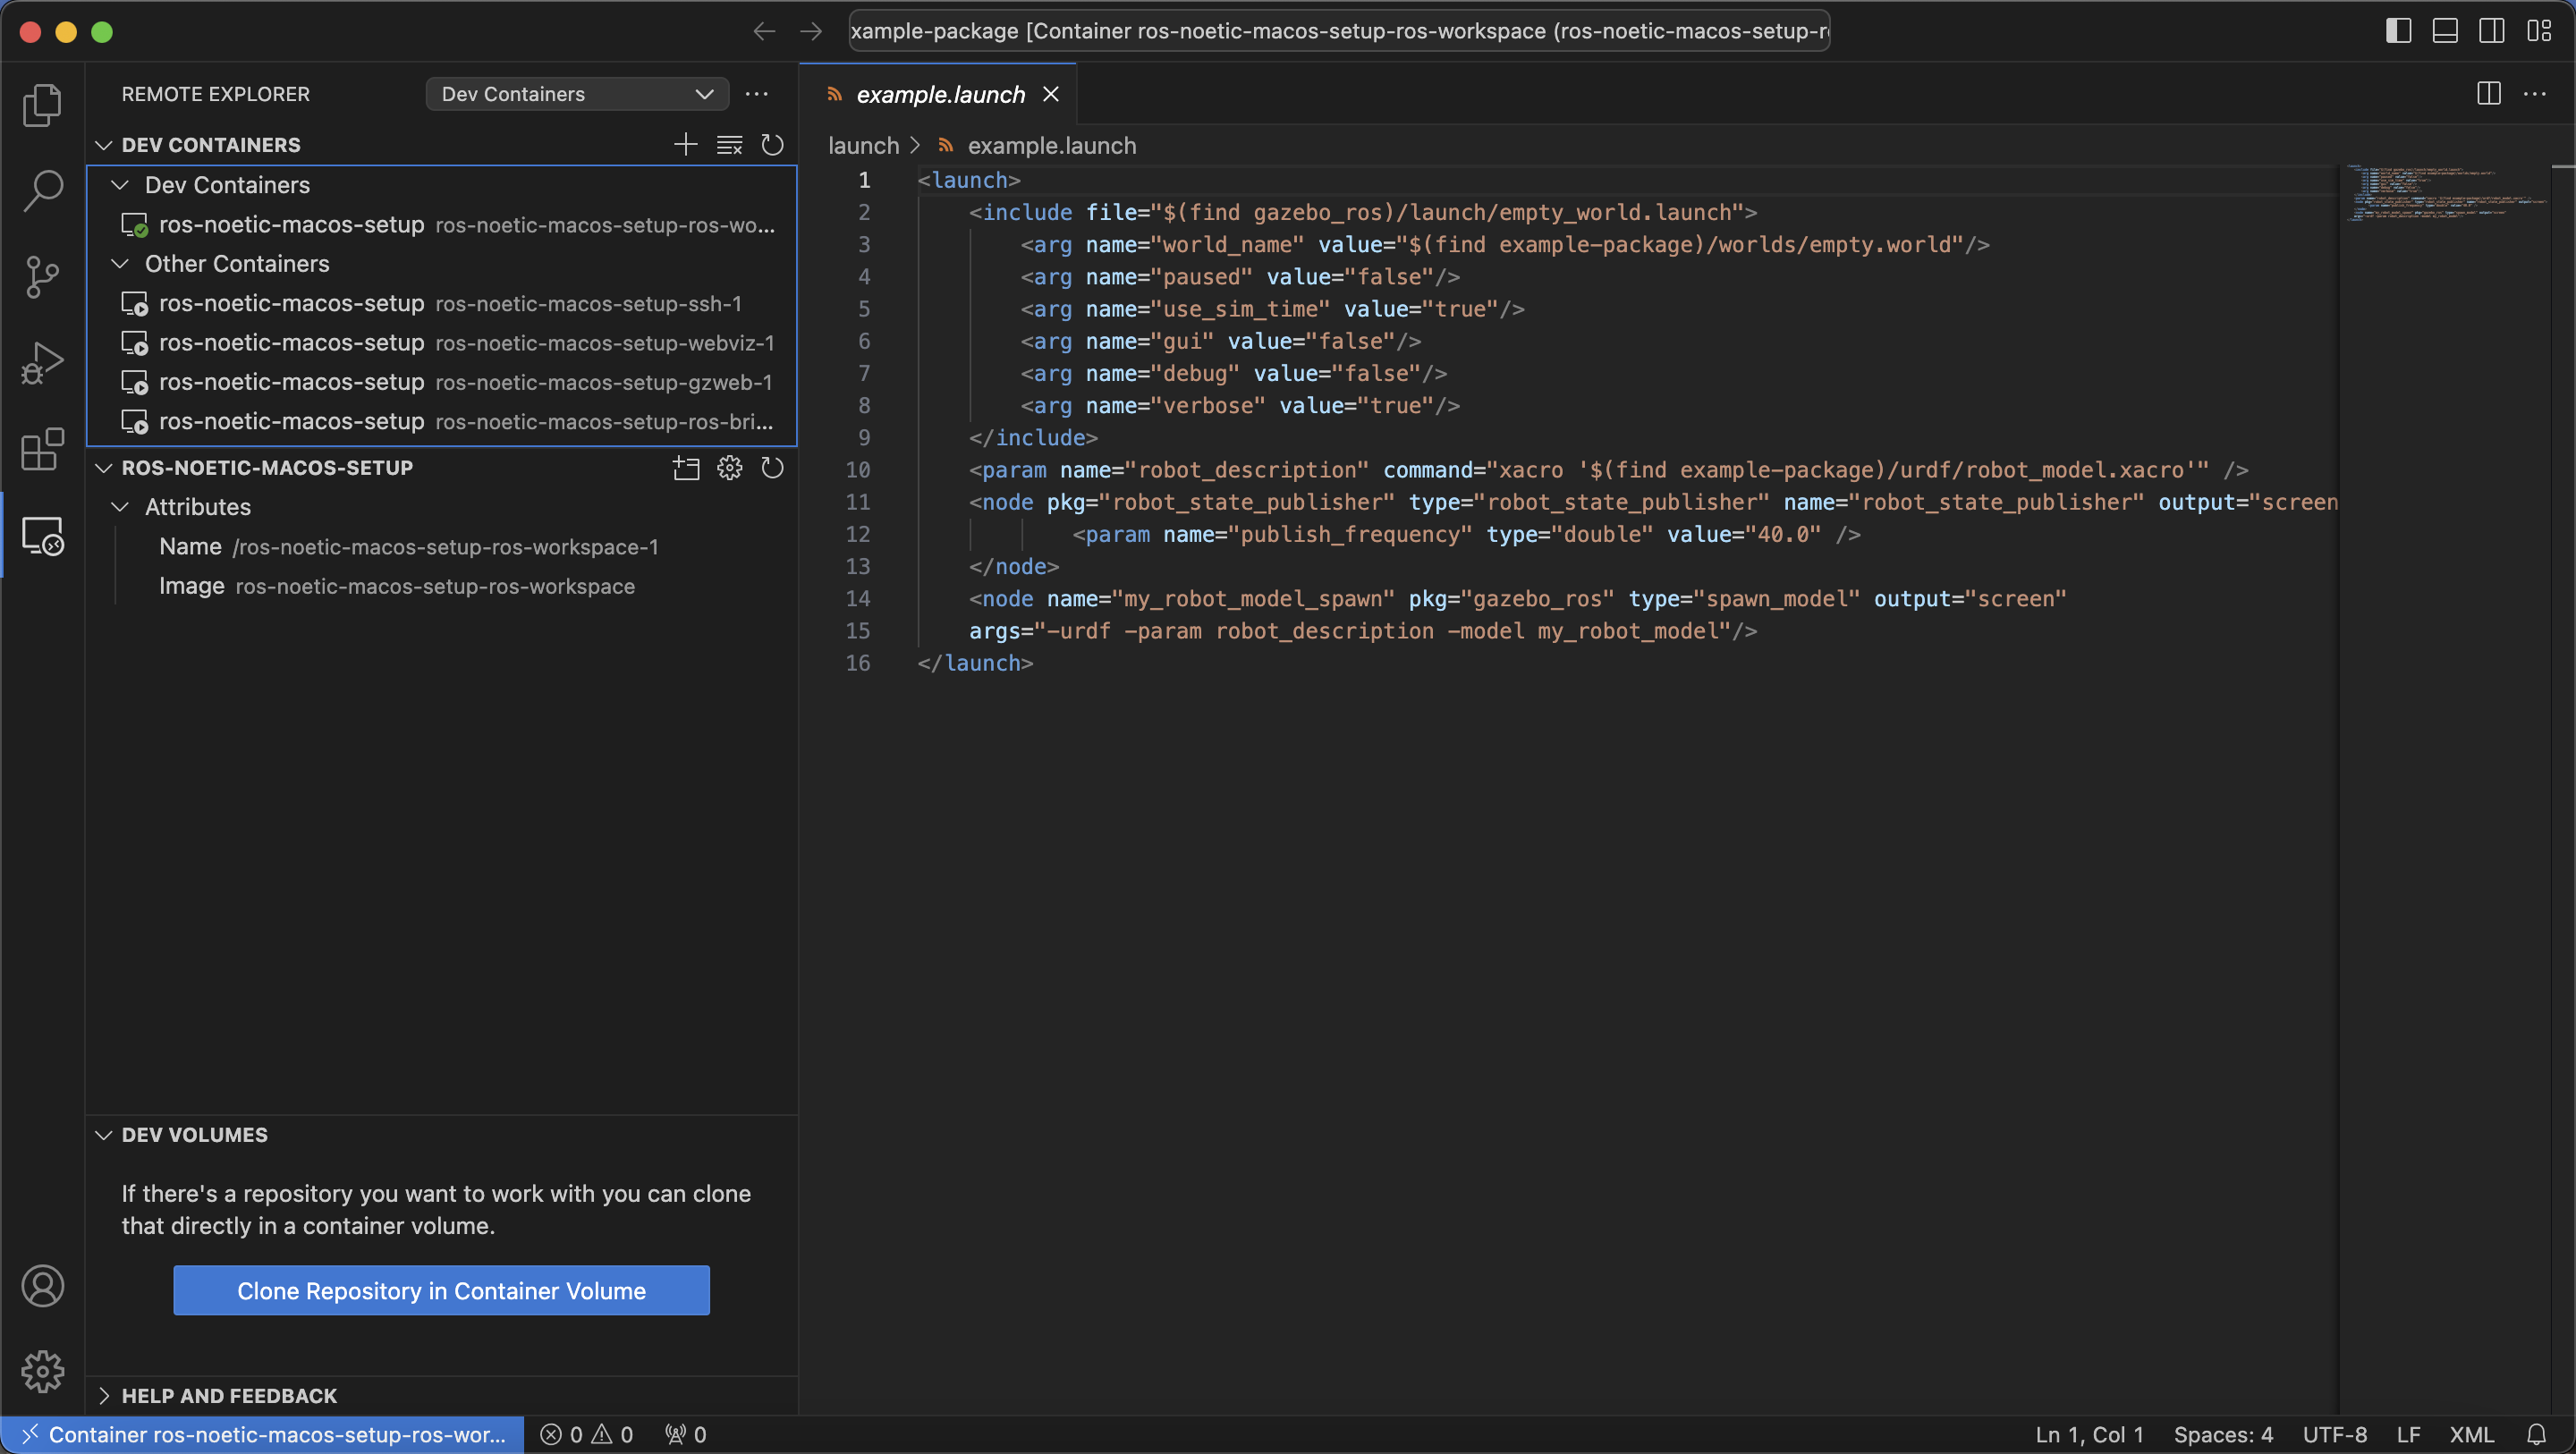 xample-package [Container ros-noetic-macos-setup-ros-workspace (ros-noetic-macos-setup-r
REMOTE EXPLORER
Dev Containers
DEV CONTAINERS
Dev Containers
ros-noetic-macos-setup ros-noetic-macos-setup-ros-wo...
Other Containers
ros-noetic-macos-setup ros-noetic-macos-setup-ssh-1
ros-noetic-macos-setup ros-noetic-macos-setup-webviz-1
ros-noetic-macos-setup ros-noetic-macos-setup-gzweb-1
ros-noetic-macos-setup ros-noetic-macos-setup-ros-bri...
ROS-NOETIC-MACOS-SETUP
Attributes
Name /ros-noetic-macos-setup-ros-workspace-1
Image ros-noetic-macos-setup-ros-workspace
DEV VOLUMES
If there's a repository you want to work with you can clone
that directly in a container volume.
Clone Repository in Container Volume
HELP AND FEEDBACK
example.launch
launch > example.launch
1 <launch>
2 <include file="$(find gazebo_ros)/launch/empty_world.launch">
3 <arg name="world_name" value="$(find example-package)/worlds/empty.world"/>
4 <arg name="paused" value="false"/>
5 <arg name="use_sim_time" value="true"/>
6 <arg name="gui" value="false"/>
7 <arg name="debug" value="false"/>
8 <arg name="verbose" value="true"/>
9 </include>
10 <param name="robot_description" command="xacro '$(find example-package)/urdf/robot_model.xacro'" />
11 <node pkg="robot_state_publisher" type="robot_state_publisher" name="robot_state_publisher" output="screen
12 <param name="publish_frequency" type="double" value="40.0" />
13 </node>
14 <node name="my_robot_model_spawn" pkg="gazebo_ros" type="spawn_model" output="screen"
15 args="-urdf -param robot_description -model my_robot_model"/>
16 </launch>
Container ros-noetic-macos-setup-ros-wor... 0 0 0 Ln 1, Col 1 Spaces: 4 UTF-8 LF XML